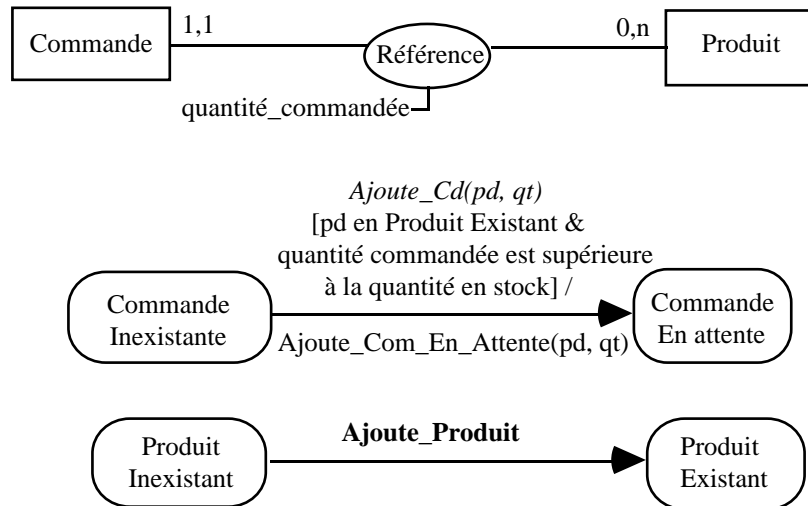 Commande
1,1
Référence
0,n
Produit
quantité_commandée
Ajoute_Cd(pd, qt)
[pd en Produit Existant &
quantité commandée est supérieure
à la quantité en stock] /
Commande
Inexistante
Ajoute_Com_En_Attente(pd, qt)
Commande
En attente
Produit
Inexistant
Ajoute_Produit
Produit
Existant